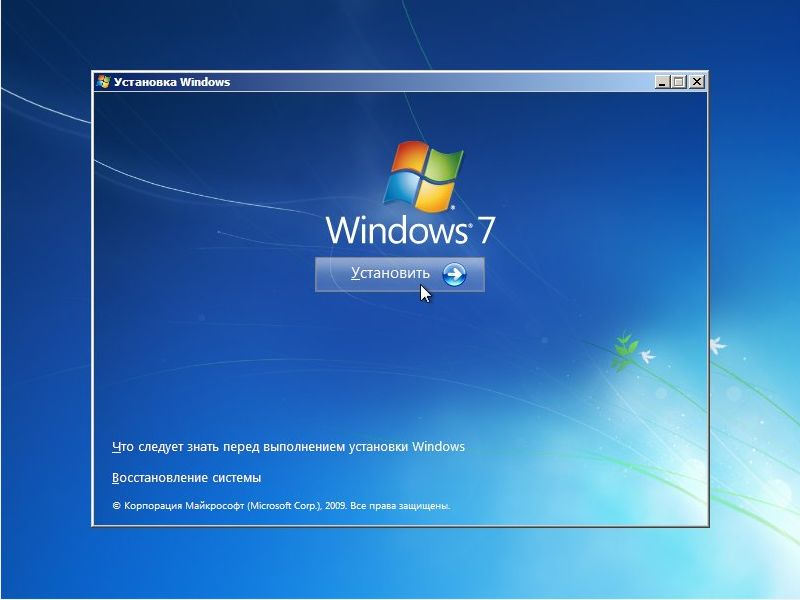 Установка Windows
Windows® 7
Установить
Что следует знать перед выполнением установки Windows
Восстановление системы
© Корпорация Майкрософт (Microsoft Corp.), 2009. Все права защищены.